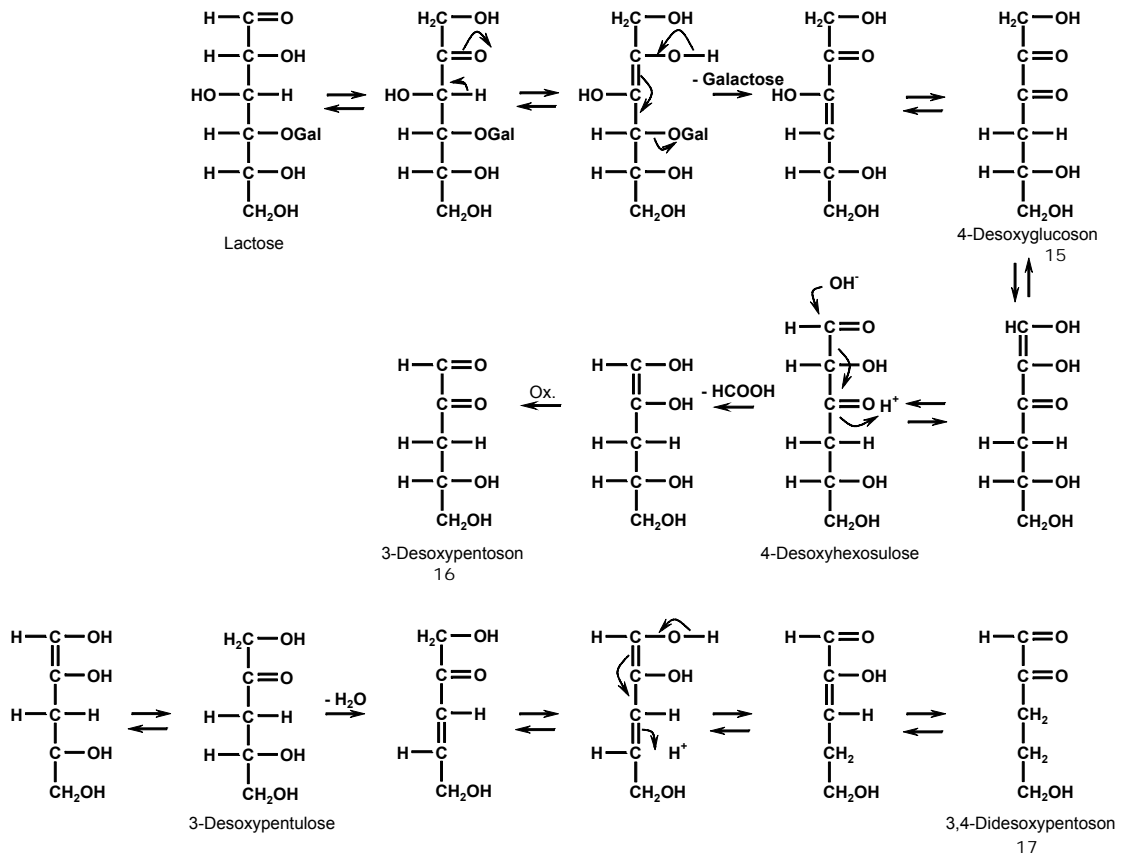 H C O H₂C OH H₂C OH H₂C OH H₂C OH
H C OH C O C O H C O C O
- Galactose
HO C H HO C H HO C HO C C O
H C OGal H C OGal H C OGal H C H C H
H C OH H C OH H C OH H C OH H C OH
CH₂OH CH₂OH CH₂OH CH₂OH CH₂OH
Lactose
4-Desoxyglucoson
15
OH⁻
H C O HC OH
H C O H C OH H C OH C OH
Ox.
- HCOOH
C O C OH C O H⁺ C O
H C H H C H H C H H C H
H C OH H C OH H C OH H C OH
CH₂OH CH₂OH CH₂OH CH₂OH
3-Desoxypentoson
16
4-Desoxyhexosulose
H C OH H₂C OH H₂C OH H C O H H C O H C O
C OH C O C O C OH C OH C O
- H₂O
H C H H C H C H C H C H CH₂
C OH H C OH H C H C H⁺ CH₂ CH₂
CH₂OH CH₂OH CH₂OH CH₂OH CH₂OH CH₂OH
3-Desoxypentulose
3,4-Didesoxypentoson
17